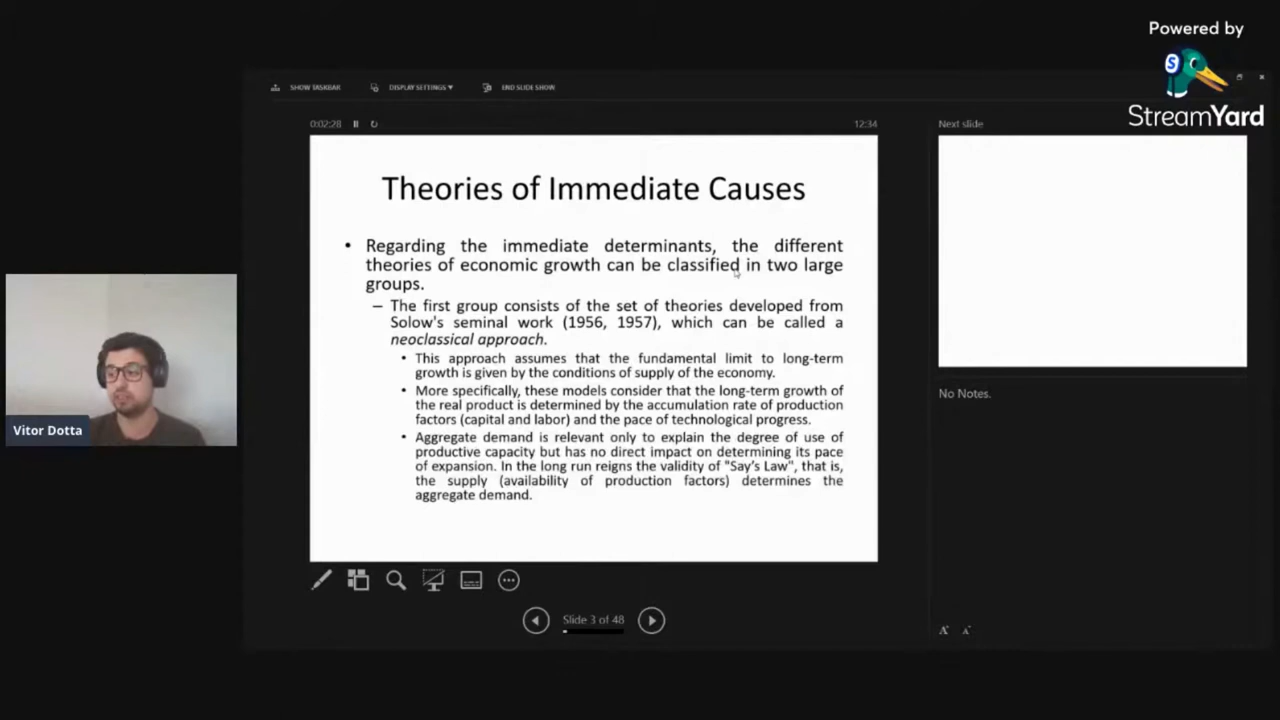 Powered by
StreamYard
SHOW TASKBAR
DISPLAY SETTINGS
END SLIDE SHOW
0:02:28
12:34
Next slide
Theories of Immediate Causes
• Regarding the immediate determinants, the different
theories of economic growth can be classified in two large
groups.
– The first group consists of the set of theories developed from
Solow's seminal work (1956, 1957), which can be called a
neoclassical approach.
• This approach assumes that the fundamental limit to long-term
growth is given by the conditions of supply of the economy.
• More specifically, these models consider that the long-term growth of
the real product is determined by the accumulation rate of production
factors (capital and labor) and the pace of technological progress.
• Aggregate demand is relevant only to explain the degree of use of
productive capacity but has no direct impact on determining its pace
of expansion. In the long run reigns the validity of "Say's Law", that is,
the supply (availability of production factors) determines the
aggregate demand.
No Notes.
Vitor Dotta
Slide 3 of 48
A A